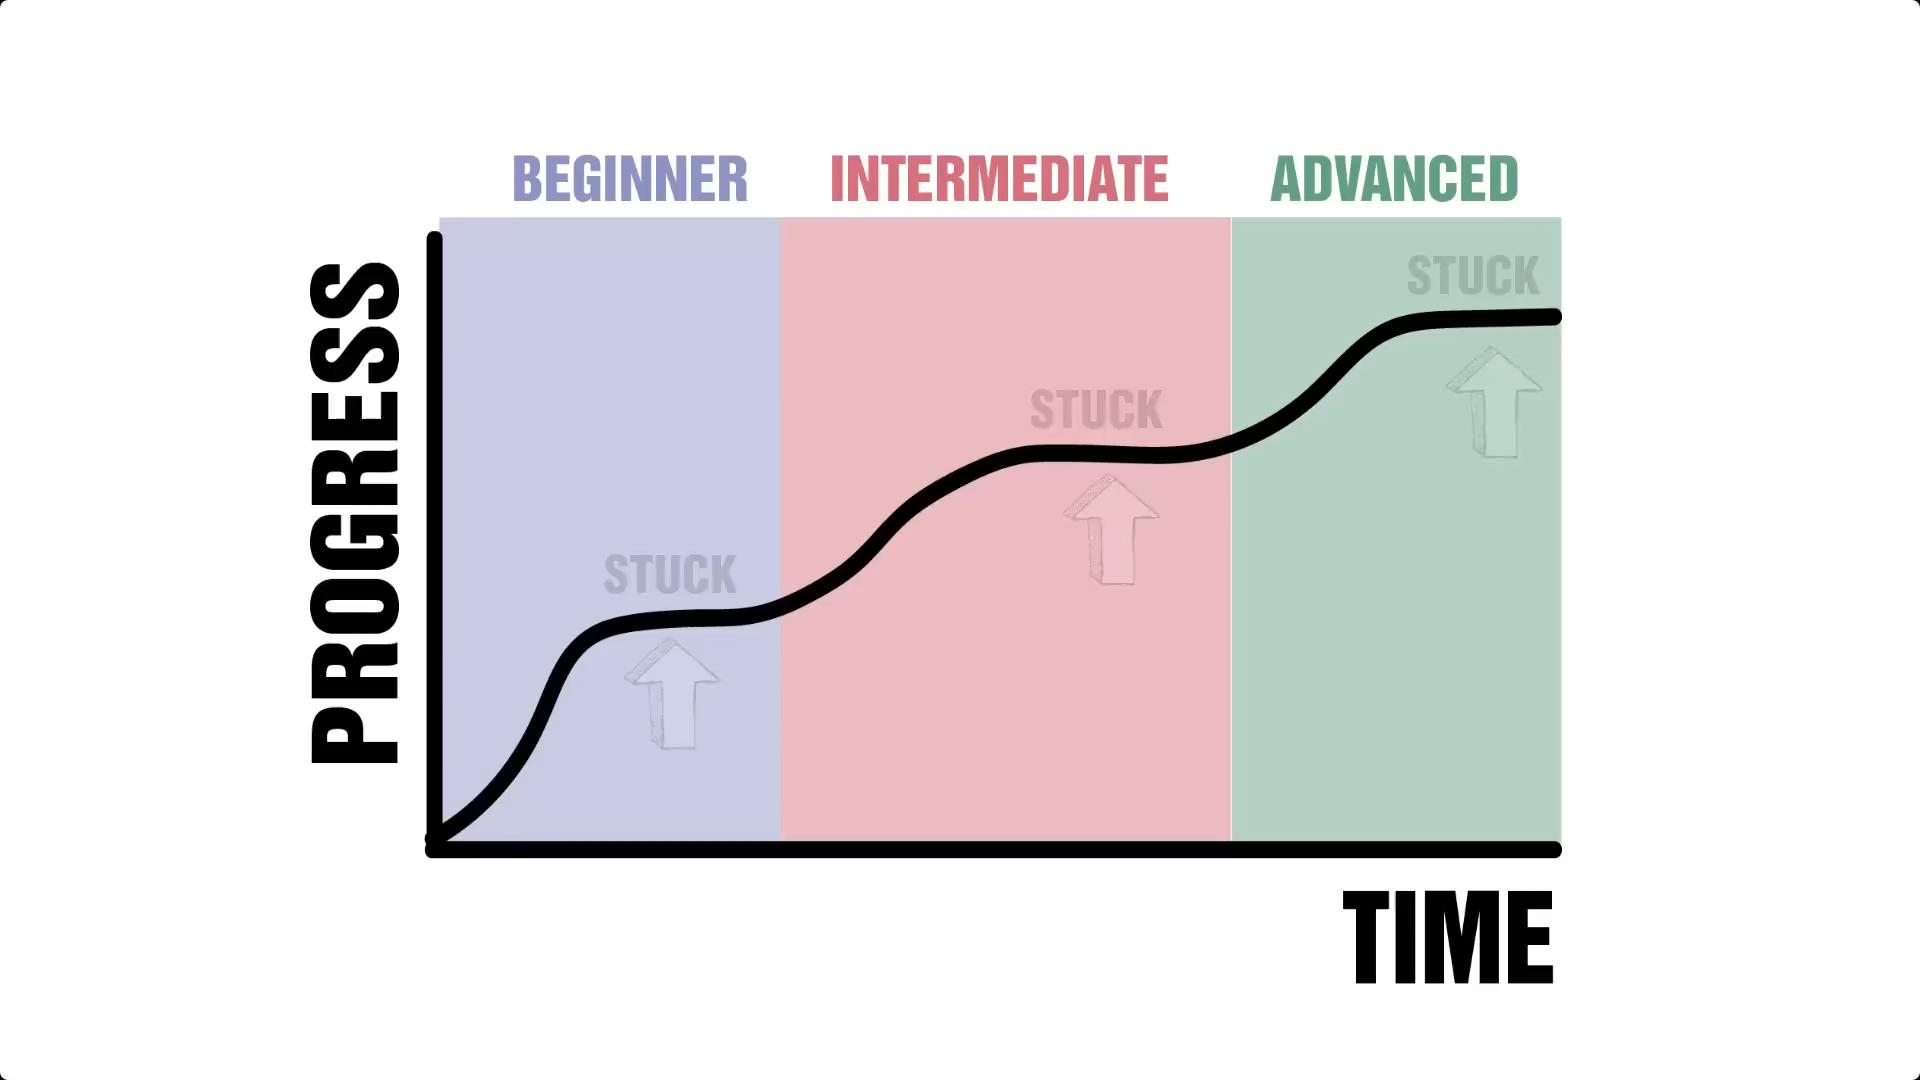 BEGINNER
INTERMEDIATE
ADVANCED
STUCK
STUCK
STUCK
PROGRESS
TIME